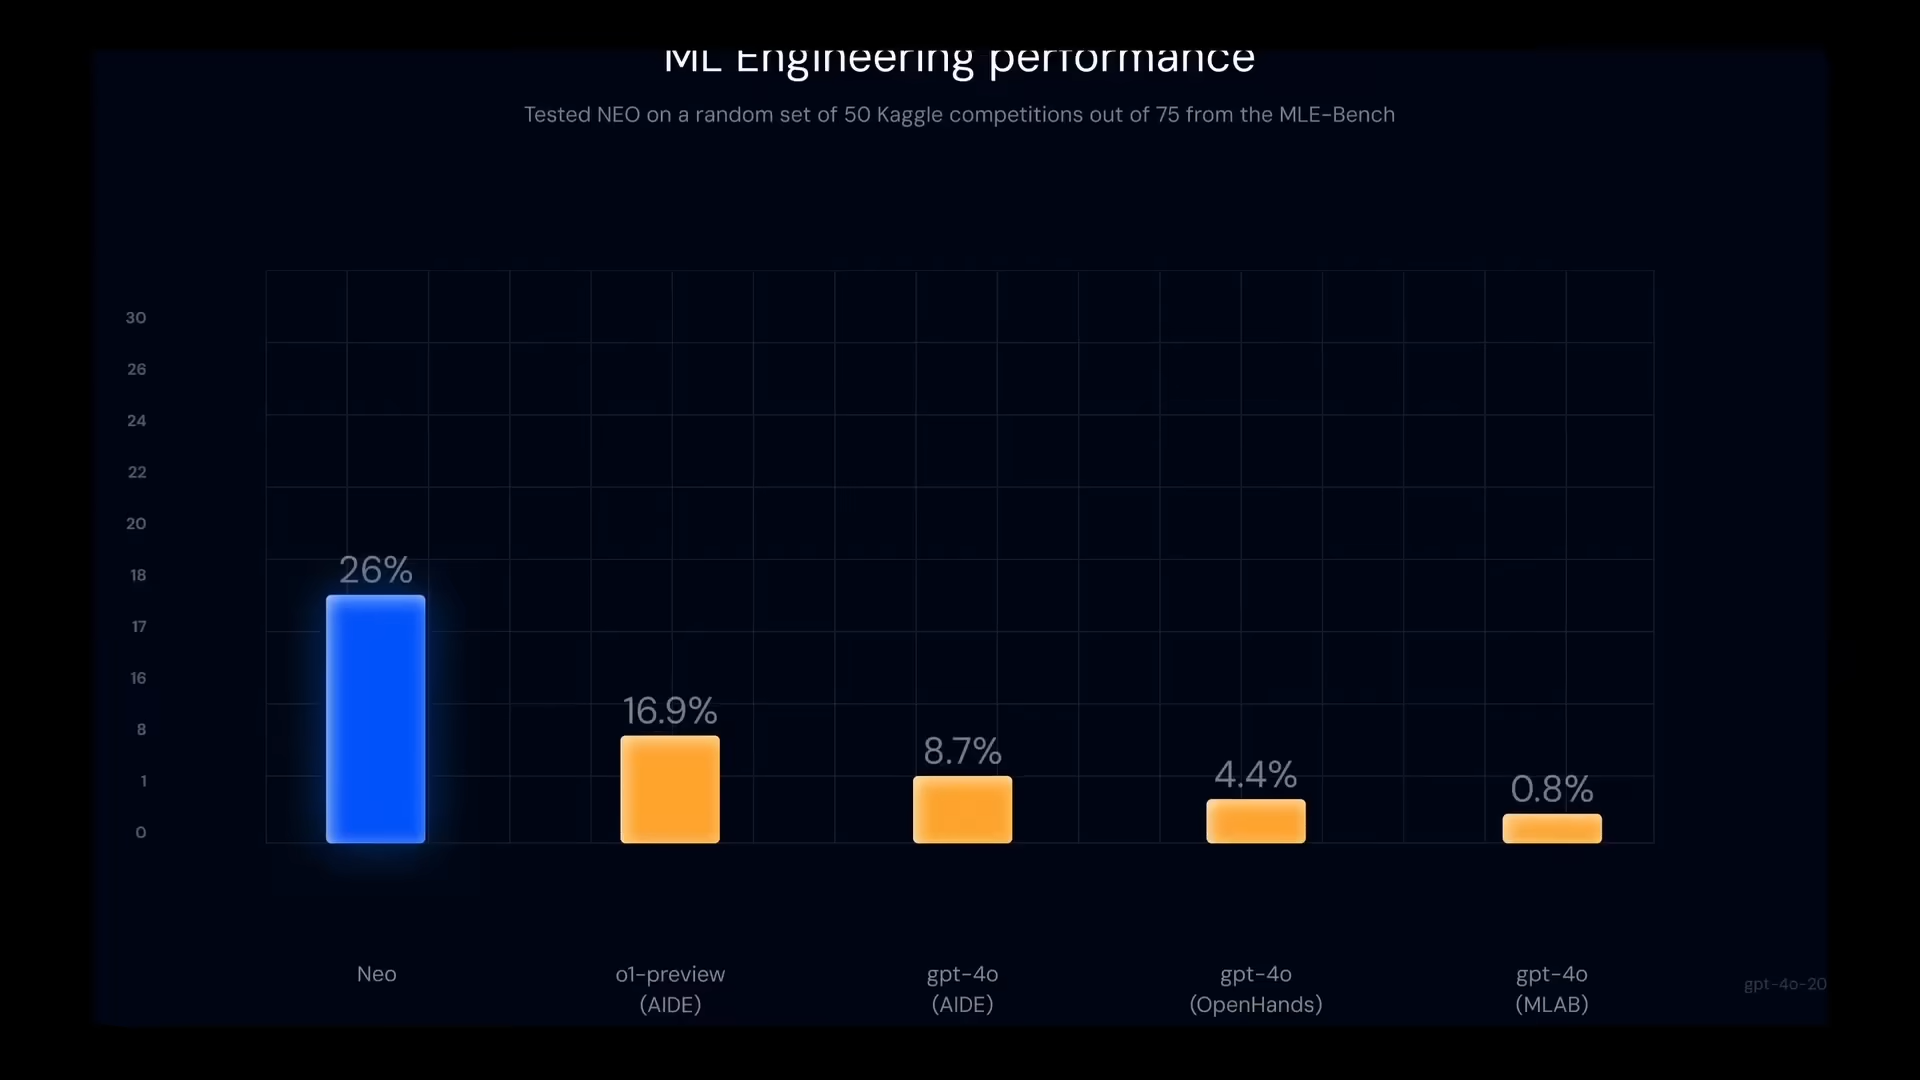 ML Engineering performance
Tested NEO on a random set of 50 Kaggle competitions out of 75 from the MLE-Bench
30
26
24
22
20
18
17
16
8
1
0
26%
16.9%
8.7%
4.4%
0.8%
Neo
o1-preview
(AIDE)
gpt-4o
(AIDE)
gpt-4o
(OpenHands)
gpt-4o
(MLAB)
gpt-4o-20